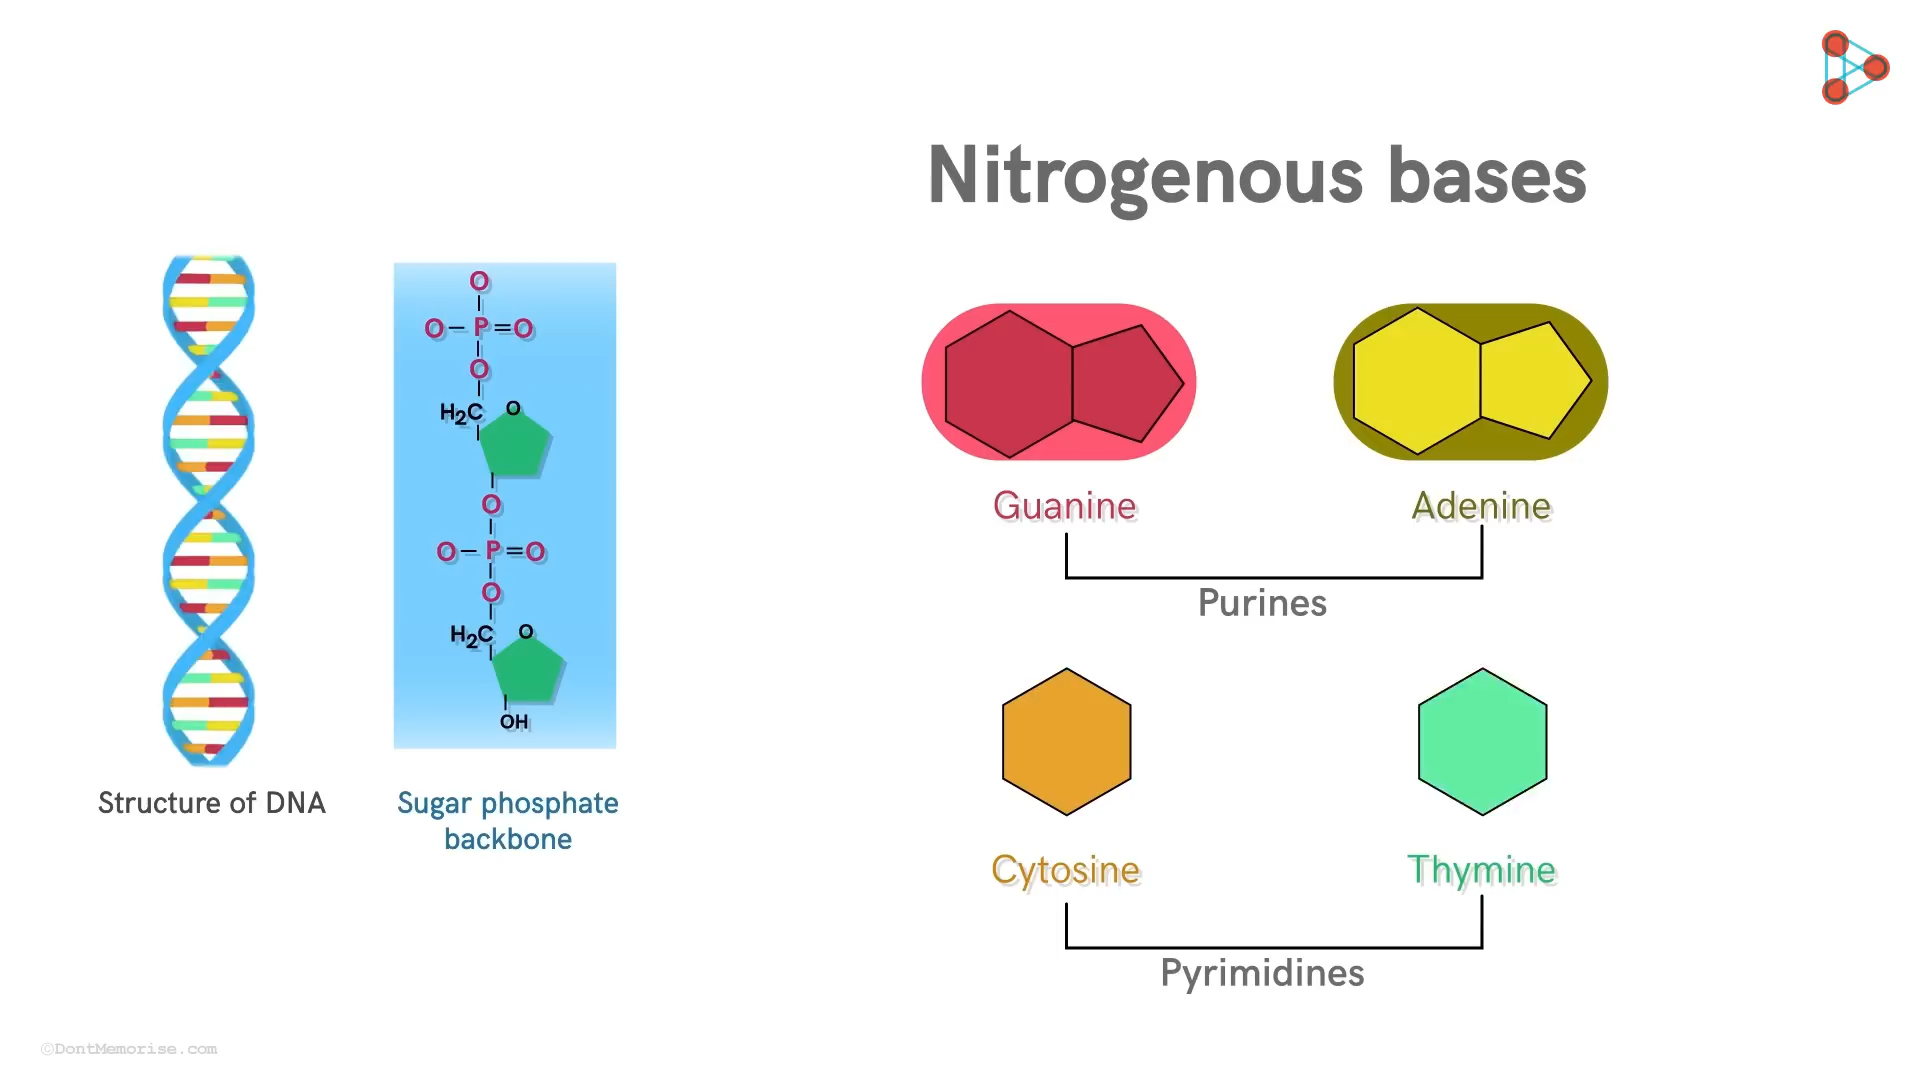 Nitrogenous bases
O
O–P=O
O
H₂C
O
O
O–P=O
O
H₂C
O
OH
Structure of DNA
Sugar phosphate
backbone
Guanine
Adenine
Purines
Cytosine
Thymine
Pyrimidines
©DontMemorise.com